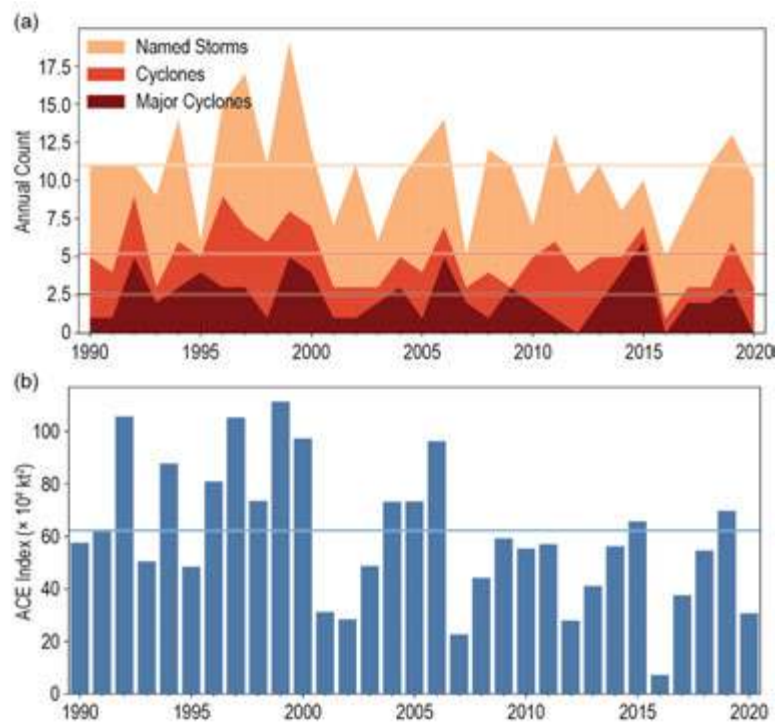 (a)
Named Storms
Cyclones
Major Cyclones
Annual Count
17.5
15.0
12.5
10.0
7.5
5
2.5
0
1990 1995 2000 2005 2010 2015 2020
(b)
ACE Index (× 10⁴ kt²)
100
80
60
40
20
0
1990 1995 2000 2005 2010 2015 2020